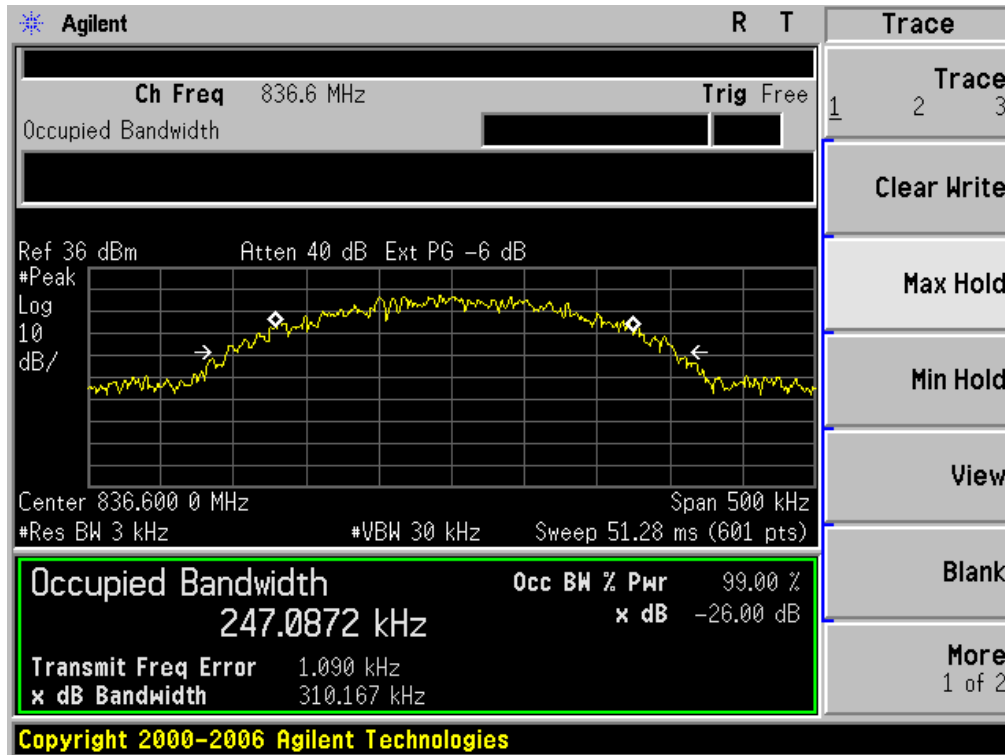 Agilent R T Trace
Ch Freq 836.6 MHz Trig Free
Occupied Bandwidth
Trace
1 2 3
Clear Write
Max Hold
Min Hold
View
Blank
More
1 of 2
Ref 36 dBm Atten 40 dB Ext PG -6 dB
#Peak
Log
10
dB/
Center 836.600 0 MHz Span 500 kHz
#Res BW 3 kHz #VBW 30 kHz Sweep 51.28 ms (601 pts)
Occupied Bandwidth
247.0872 kHz
Occ BW % Pwr 99.00 %
x dB -26.00 dB
Transmit Freq Error 1.090 kHz
x dB Bandwidth 310.167 kHz
Copyright 2000-2006 Agilent Technologies